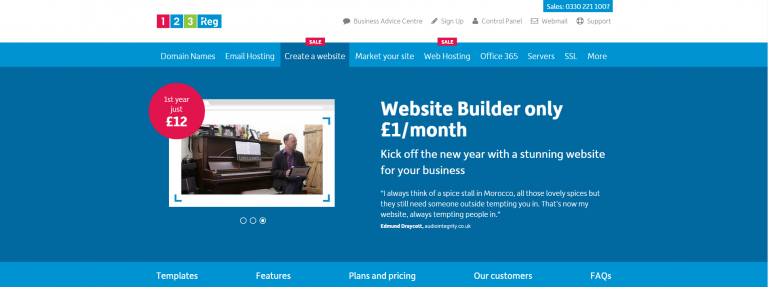 Sales: 0330 221 1007
1 2 3 Reg
Business Advice Centre Sign Up Control Panel Webmail Support
SALE SALE
Domain Names Email Hosting Create a website Market your site Web Hosting Office 365 Servers SSL More
1st year
just
£12
Website Builder only
£1/month
Kick off the new year with a stunning website
for your business
"I always think of a spice stall in Morocco, all those lovely spices but
they still need someone outside tempting you in. That's now my
website, always tempting people in."
Edmund Draycott, audiointegrity.co.uk
Templates Features Plans and pricing Our customers FAQs